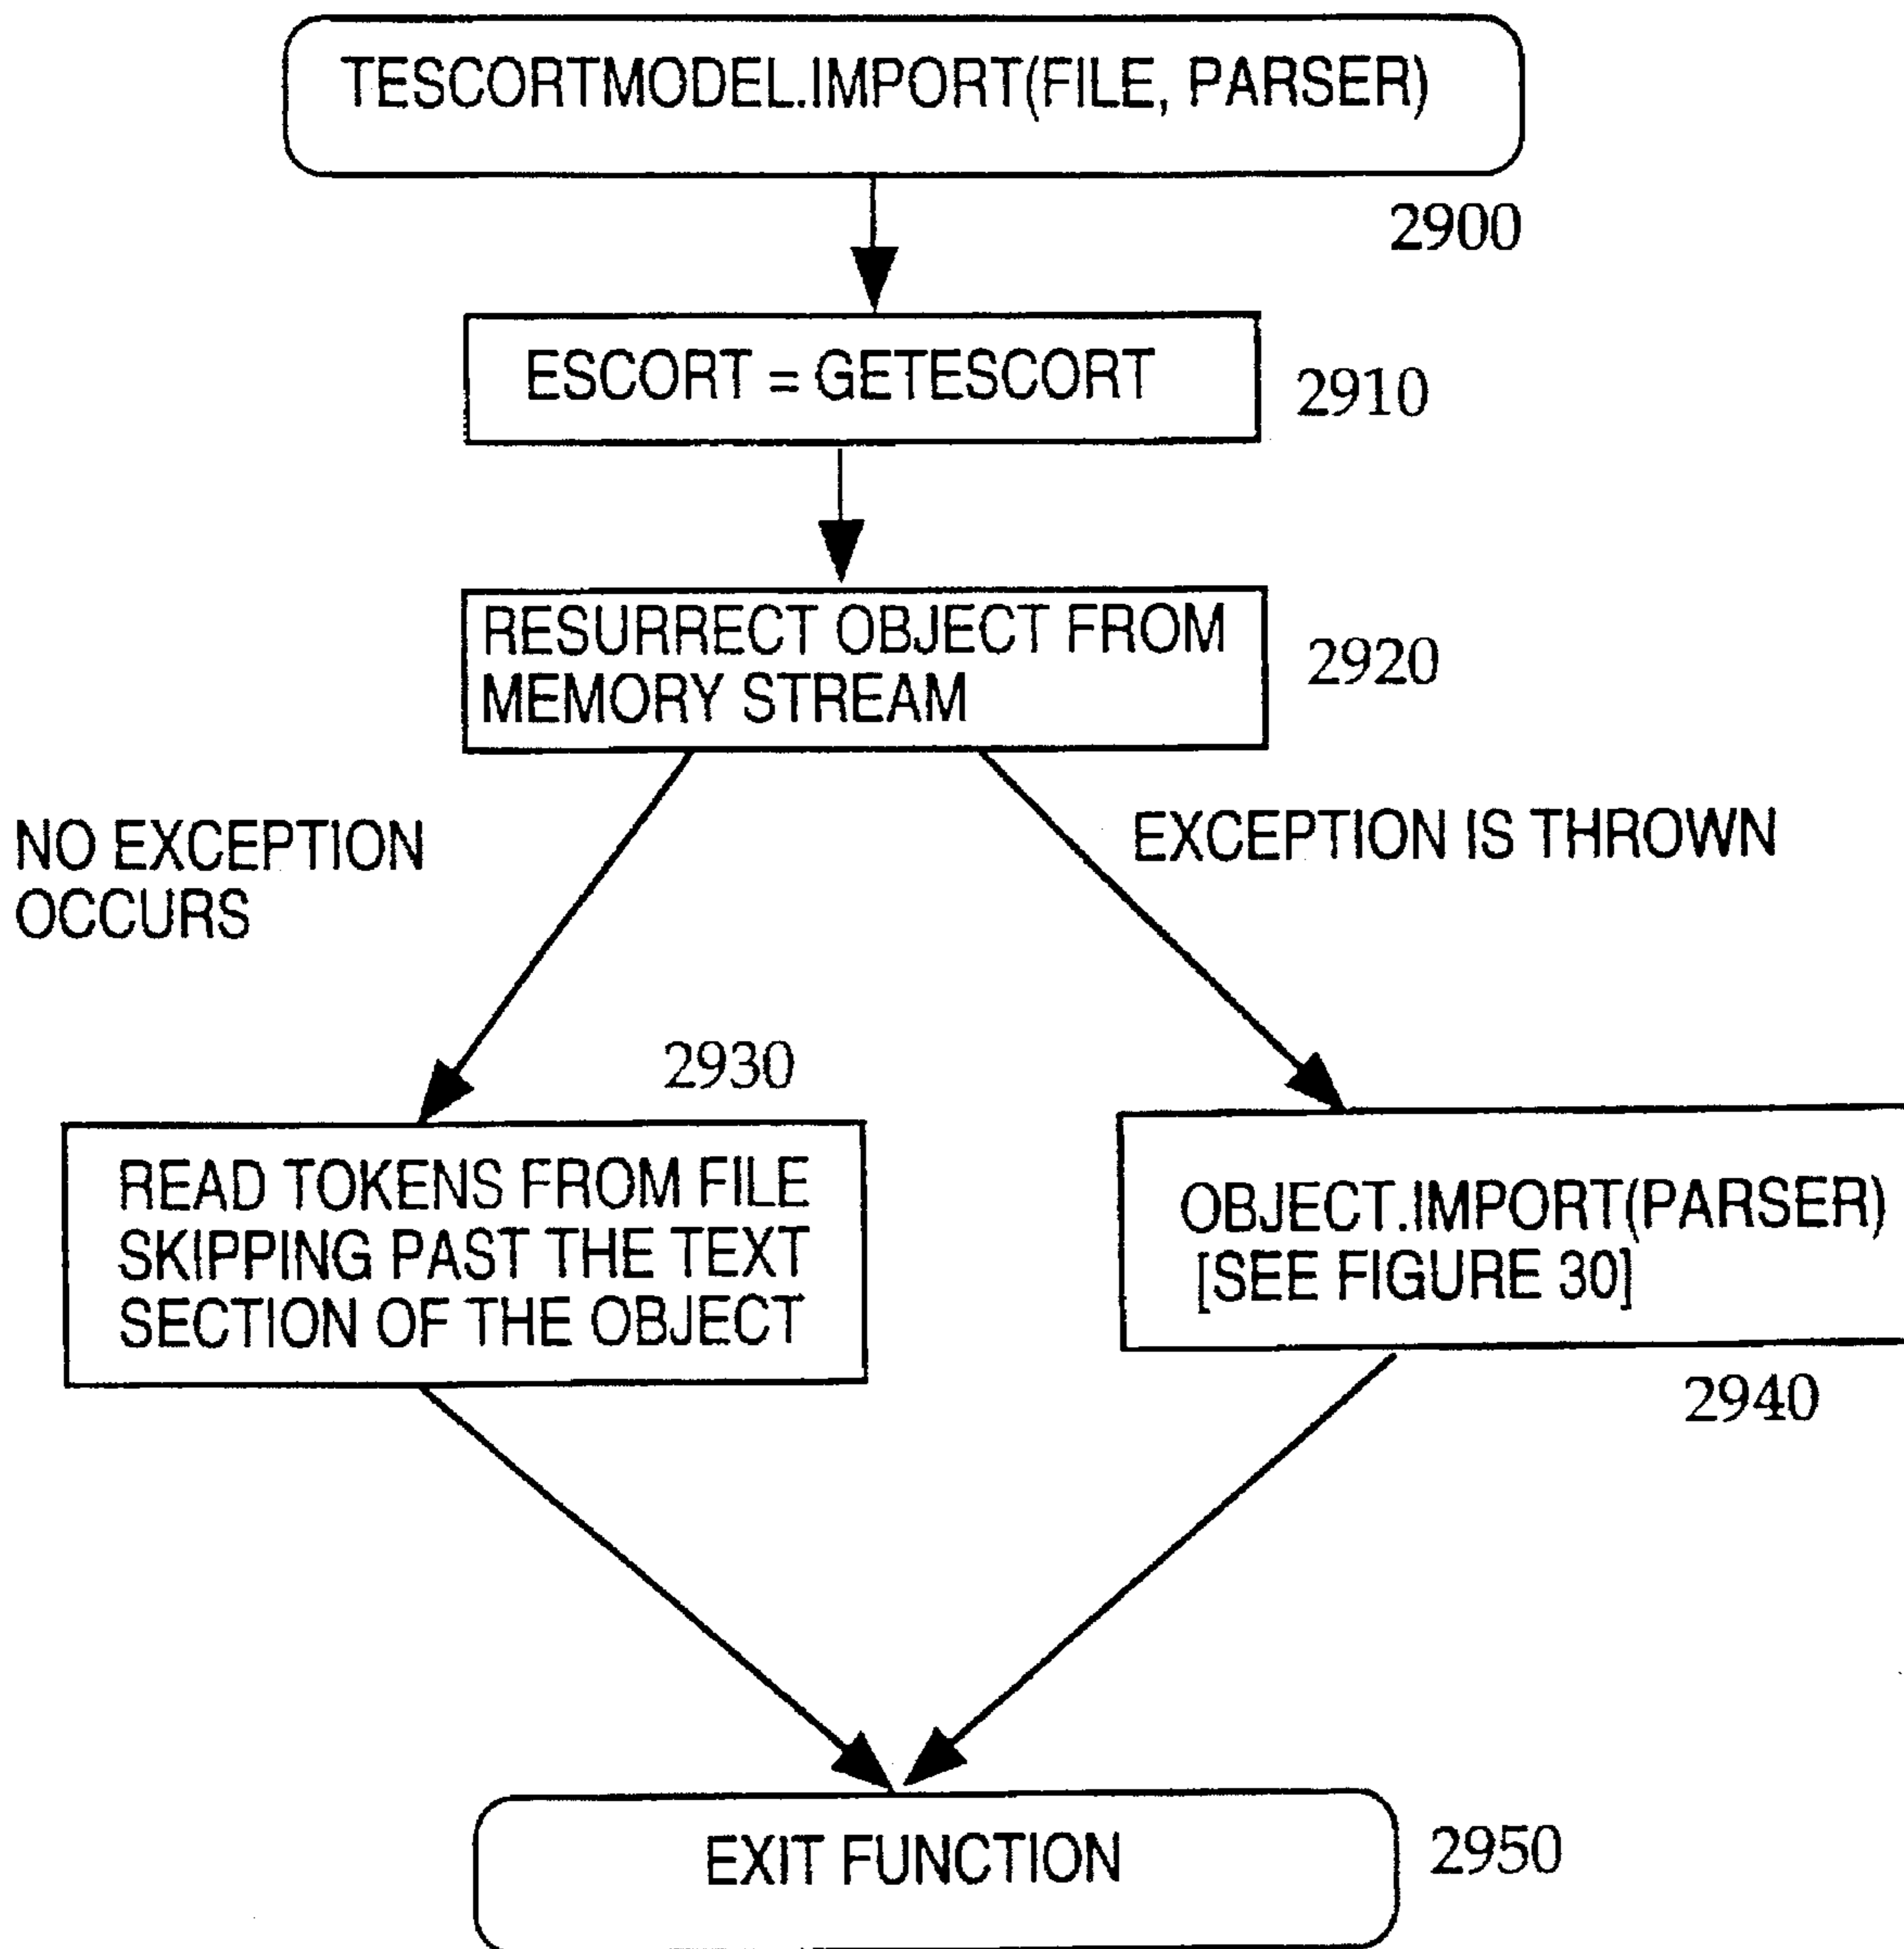 TESCORTMODEL.IMPORT(FILE, PARSER)
2900
ESCORT = GETESCORT
2910
RESURRECT OBJECT FROM
MEMORY STREAM
2920
NO EXCEPTION
OCCURS
EXCEPTION IS THROWN
2930
READ TOKENS FROM FILE
SKIPPING PAST THE TEXT
SECTION OF THE OBJECT
OBJECT.IMPORT(PARSER)
[SEE FIGURE 30]
2940
EXIT FUNCTION
2950